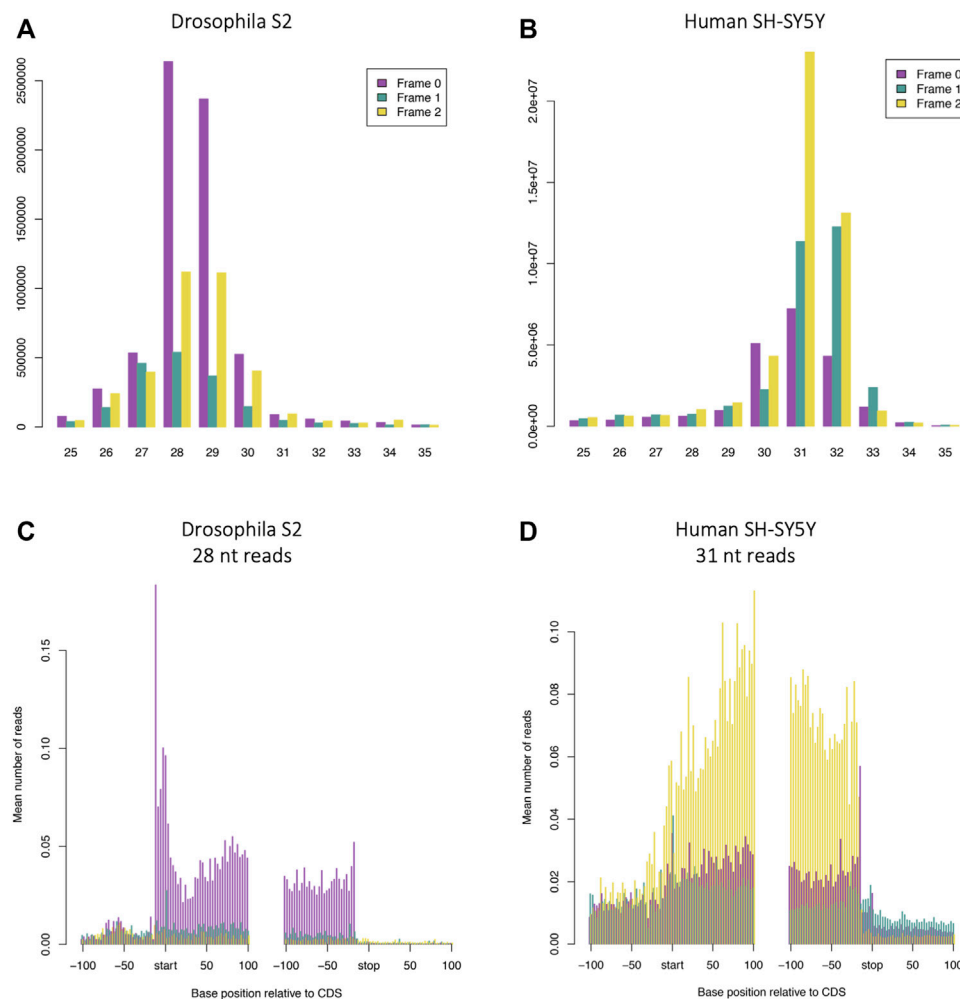 A
Drosophila S2
2500000
2000000
1500000
1000000
500000
0
Frame 0
Frame 1
Frame 2
25 26 27 28 29 30 31 32 33 34 35
B
Human SH-SY5Y
2.0e+07
1.5e+07
1.0e+07
5.0e+06
0.0e+00
Frame 0
Frame 1
Frame 2
25 26 27 28 29 30 31 32 33 34 35
C
Drosophila S2
28 nt reads
Mean number of reads
0.15
0.10
0.05
0.00
−100 −50 start 50 100 −100 −50 stop 50 100
Base position relative to CDS
D
Human SH-SY5Y
31 nt reads
Mean number of reads
0.10
0.08
0.06
0.04
0.02
0.00
−100 −50 start 50 100 −100 −50 stop 50 100
Base position relative to CDS